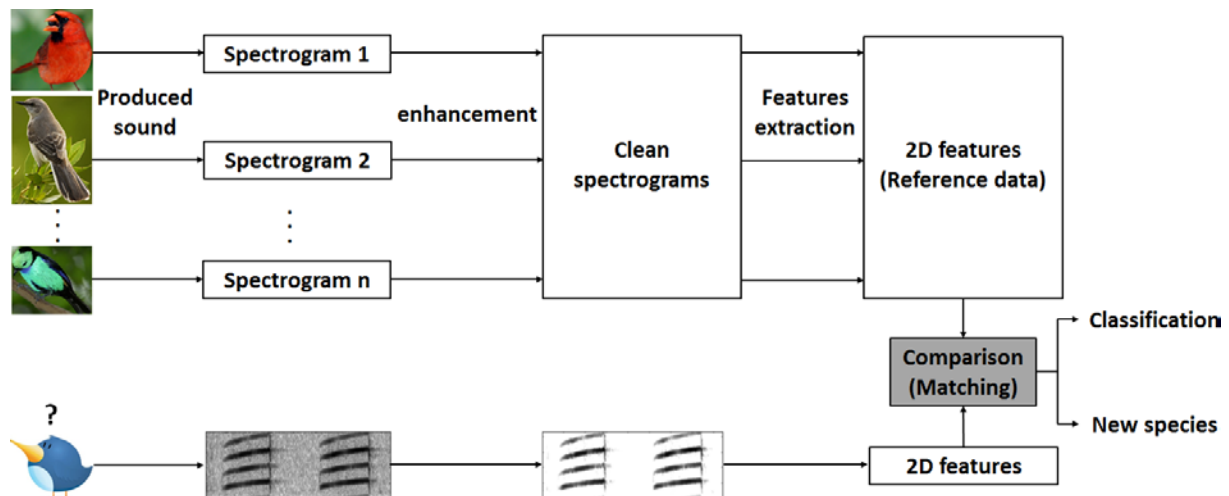 Spectrogram 1
Produced
sound
enhancement
Features
extraction
Spectrogram 2
Clean
spectrograms
2D features
(Reference data)
Spectrogram n
Classification
Comparison
(Matching)
?
New species
2D features